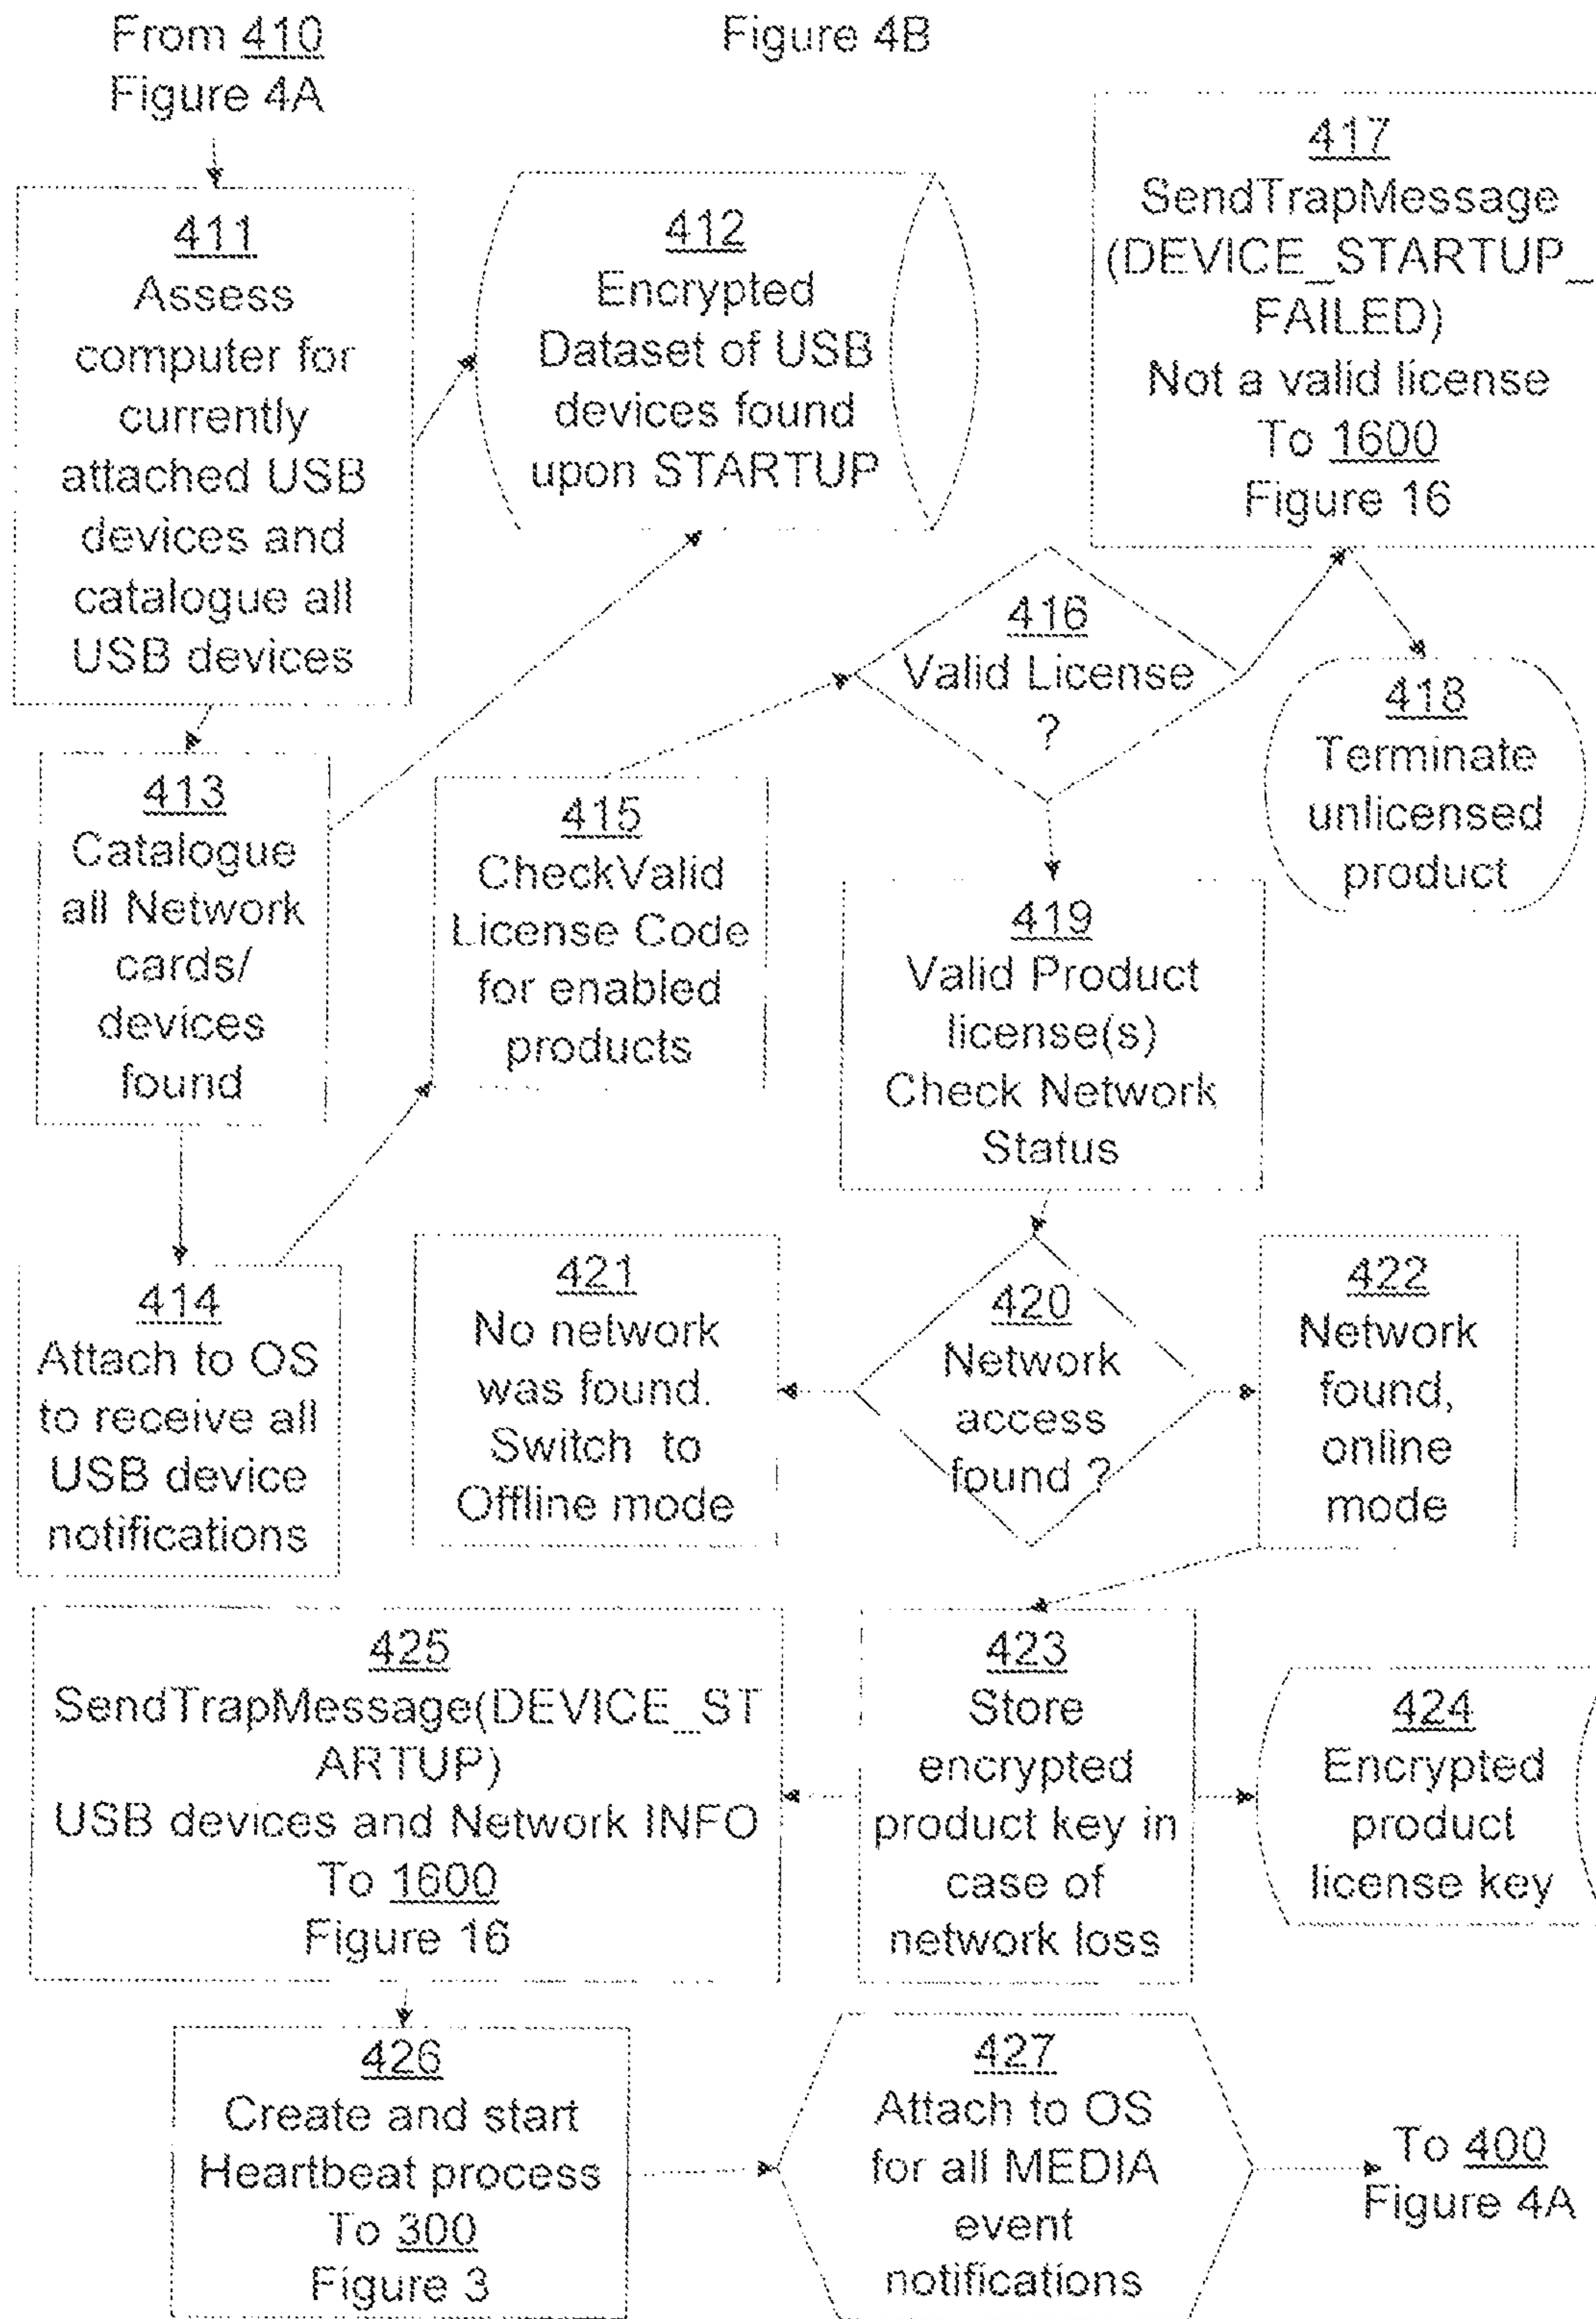 From 410
Figure 4A
Figure 4B
411
Assess
computer for
currently
attached USB
devices and
catalogue all
USB devices
412
Encrypted
Dataset of USB
devices found
upon STARTUP
417
SendTrapMessage
(DEVICE_STARTUP_
FAILED)
Not a valid license
To 1600
Figure 16
416
Valid License
?
418
Terminate
unlicensed
product
413
Catalogue
all Network
cards/
devices
found
415
CheckValid
License Code
for enabled
products
419
Valid Product
license(s)
Check Network
Status
414
Attach to OS
to receive all
USB device
notifications
421
No network
was found.
Switch to
Offline mode
420
Network
access
found ?
422
Network
found,
online
mode
425
SendTrapMessage(DEVICE_ST
ARTUP)
USB devices and Network INFO
To 1600
Figure 16
423
Store
encrypted
product key in
case of
network loss
424
Encrypted
product
license key
426
Create and start
Heartbeat process
To 300
Figure 3
427
Attach to OS
for all MEDIA
event
notifications
To 400
Figure 4A